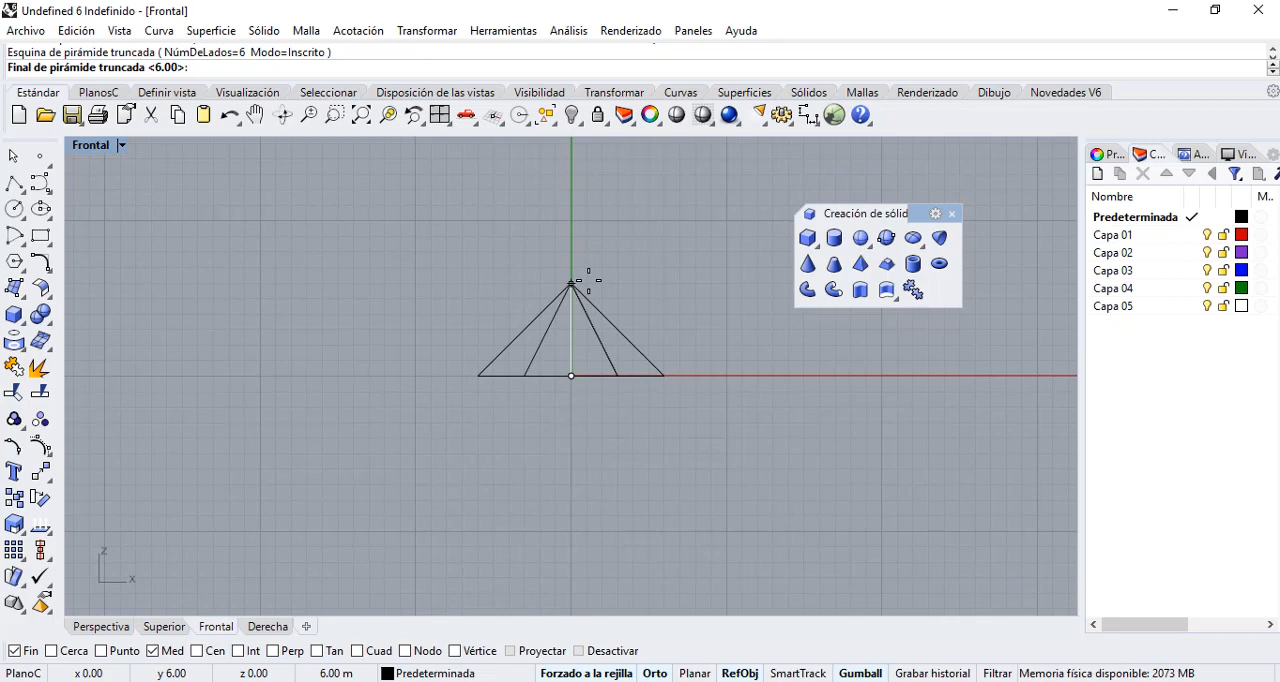 Undefined 6 Indefinido - [Frontal]
Archivo Edición Vista Curva Superficie Sólido Malla Acotación Transformar Herramientas Análisis Renderizado Paneles Ayuda
Esquina de pirámide truncada ( NúmDeLados=6 Modo=Inscrito )
Final de pirámide truncada <6.00>:
Estándar PlanosC Definir vista Visualización Seleccionar Disposición de las vistas Visibilidad Transformar Curvas Superficies Sólidos Mallas Renderizado Dibujo Novedades V6
Frontal
Pr... C... A... Vi...
Nombre M...
Predeterminada
Capa 01
Capa 02
Capa 03
Capa 04
Capa 05
Creación de sólid
z
x
Perspectiva Superior Frontal Derecha
Fin Cerca Punto Med Cen Int Perp Tan Cuad Nodo Vértice Proyectar Desactivar
PlanoC x 0.00 y 6.00 z 0.00 6.00 m Predeterminada Forzado a la rejilla Orto Planar RefObj SmartTrack Gumball Grabar historial Filtrar Memoria física disponible: 2073 MB